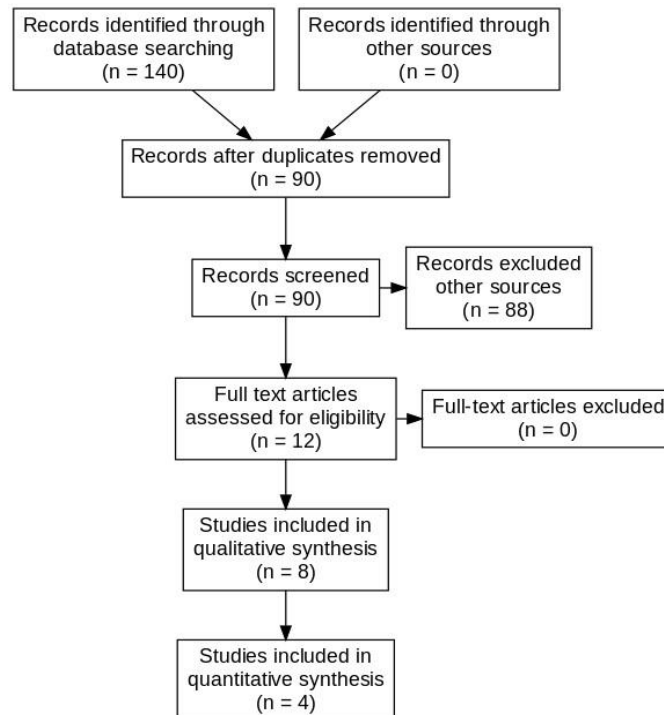 Records identified through
database searching
(n = 140)
Records identified through
other sources
(n = 0)
Records after duplicates removed
(n = 90)
Records screened
(n = 90)
Records excluded
other sources
(n = 88)
Full text articles
assessed for eligibility
(n = 12)
Full-text articles excluded
(n = 0)
Studies included in
qualitative synthesis
(n = 8)
Studies included in
quantitative synthesis
(n = 4)